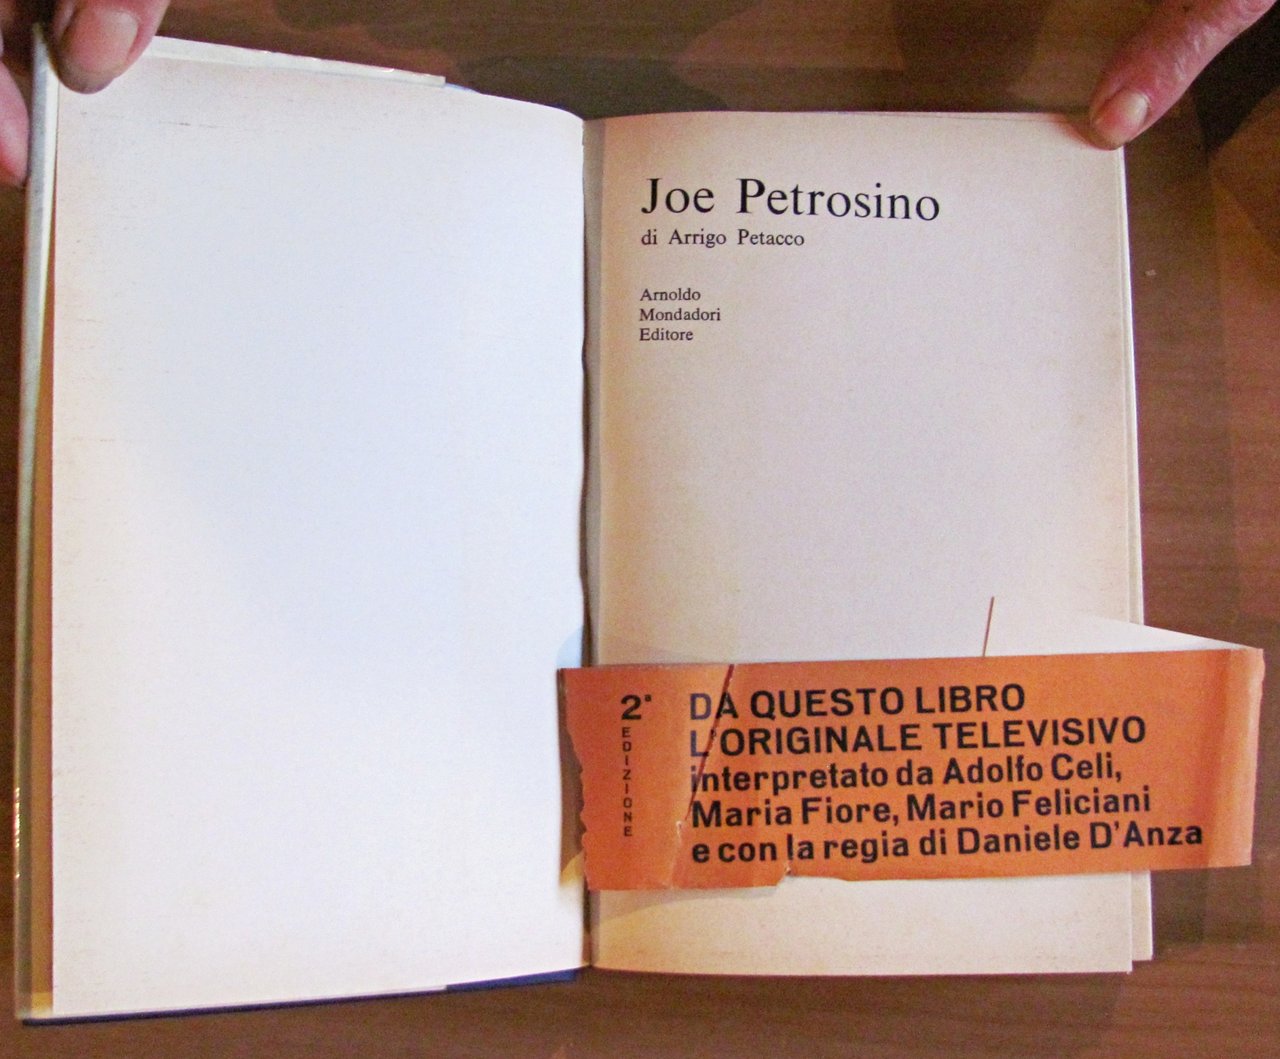 Joe Petrosino
di Arrigo Petacco
Arnoldo
Mondadori
Editore
2ª
EDIZIONE
DA QUESTO LIBRO
L'ORIGINALE TELEVISIVO
interpretato da Adolfo Celi,
Maria Fiore, Mario Feliciani
e con la regia di Daniele D'Anza